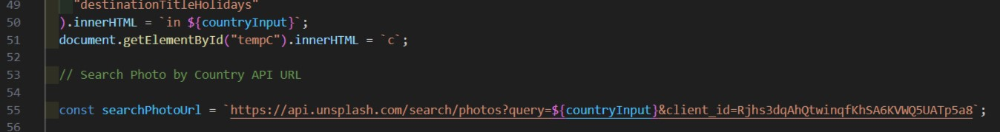 49 "destinationTitleHolidays"
50 ).innerHTML = `in ${countryInput}`;
51 document.getElementById("tempC").innerHTML = `c`;
52
53 // Search Photo by Country API URL
54
55 const searchPhotoUrl = `https://api.unsplash.com/search/photos?query=${countryInput}&client_id=Rjhs3dqAhQtwinqfKhSA6KVWQ5UATp5a8`;
56